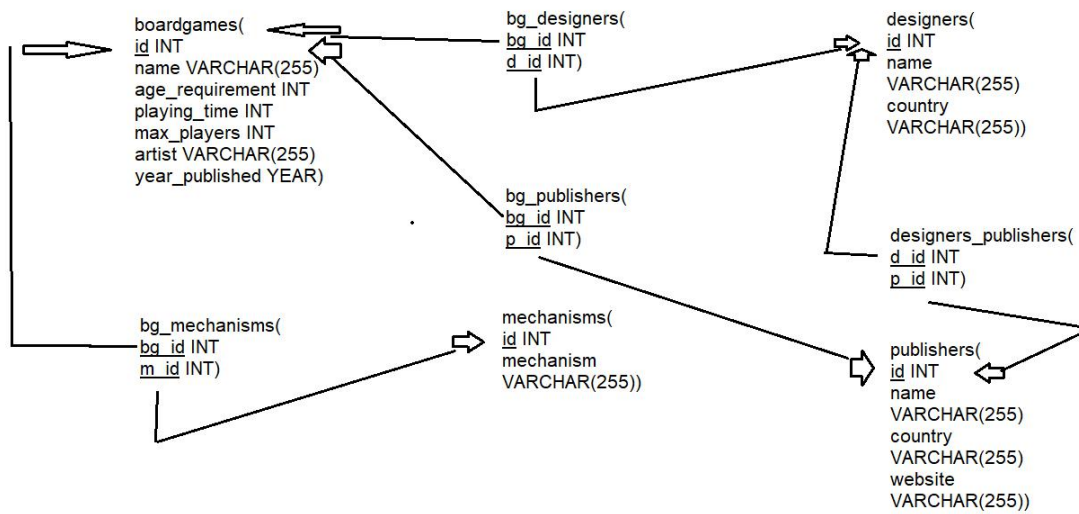 boardgames(
id INT
name VARCHAR(255)
age_requirement INT
playing_time INT
max_players INT
artist VARCHAR(255)
year_published YEAR)
bg_designers(
bg_id INT
d_id INT)
designers(
id INT
name
VARCHAR(255)
country
VARCHAR(255))
bg_publishers(
bg_id INT
p_id INT)
designers_publishers(
d_id INT
p_id INT)
bg_mechanisms(
bg_id INT
m_id INT)
mechanisms(
id INT
mechanism
VARCHAR(255))
publishers(
id INT
name
VARCHAR(255)
country
VARCHAR(255)
website
VARCHAR(255))